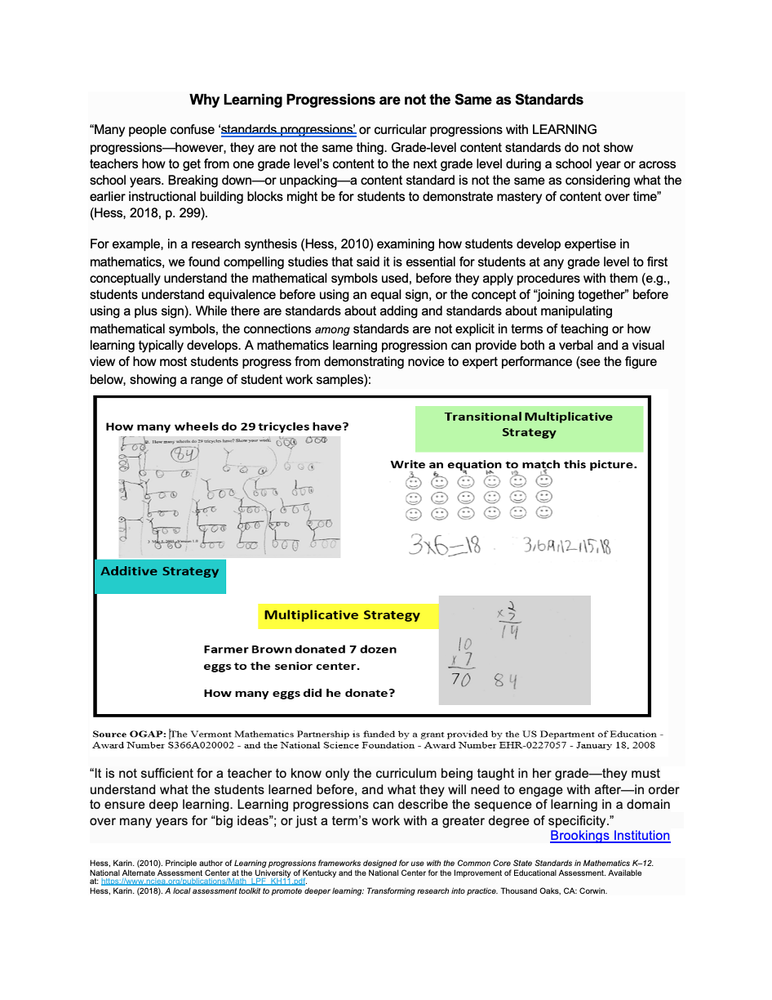 Why Learning Progressions are not the Same as Standards
“Many people confuse ‘standards progressions’ or curricular progressions with LEARNING
progressions—however, they are not the same thing. Grade-level content standards do not show
teachers how to get from one grade level’s content to the next grade level during a school year or across
school years. Breaking down—or unpacking—a content standard is not the same as considering what the
earlier instructional building blocks might be for students to demonstrate mastery of content over time”
(Hess, 2018, p. 299).
For example, in a research synthesis (Hess, 2010) examining how students develop expertise in
mathematics, we found compelling studies that said it is essential for students at any grade level to first
conceptually understand the mathematical symbols used, before they apply procedures with them (e.g.,
students understand equivalence before using an equal sign, or the concept of “joining together” before
using a plus sign). While there are standards about adding and standards about manipulating
mathematical symbols, the connections among standards are not explicit in terms of teaching or how
learning typically develops. A mathematics learning progression can provide both a verbal and a visual
view of how most students progress from demonstrating novice to expert performance (see the figure
below, showing a range of student work samples):
How many wheels do 29 tricycles have?
How many wheels do 29 tricycles have? Show your work.
84
Additive Strategy
Transitional Multiplicative
Strategy
Write an equation to match this picture.
3 6 9 12 15 18
3x6=18 3,6,9,12,15,18
Multiplicative Strategy
Farmer Brown donated 7 dozen
eggs to the senior center.
How many eggs did he donate?
2
x 7
14
10
x 7
70 84
Source OGAP: The Vermont Mathematics Partnership is funded by a grant provided by the US Department of Education -
Award Number S366A020002 - and the National Science Foundation - Award Number EHR-0227057 - January 18, 2008
“It is not sufficient for a teacher to know only the curriculum being taught in her grade—they must
understand what the students learned before, and what they will need to engage with after—in order
to ensure deep learning. Learning progressions can describe the sequence of learning in a domain
over many years for “big ideas”; or just a term’s work with a greater degree of specificity.”
Brookings Institution
Hess, Karin. (2010). Principle author of Learning progressions frameworks designed for use with the Common Core State Standards in Mathematics K–12.
National Alternate Assessment Center at the University of Kentucky and the National Center for the Improvement of Educational Assessment. Available
at: https://www.nciea.org/publications/Math_LPF_KH11.pdf.
Hess, Karin. (2018). A local assessment toolkit to promote deeper learning: Transforming research into practice. Thousand Oaks, CA: Corwin.